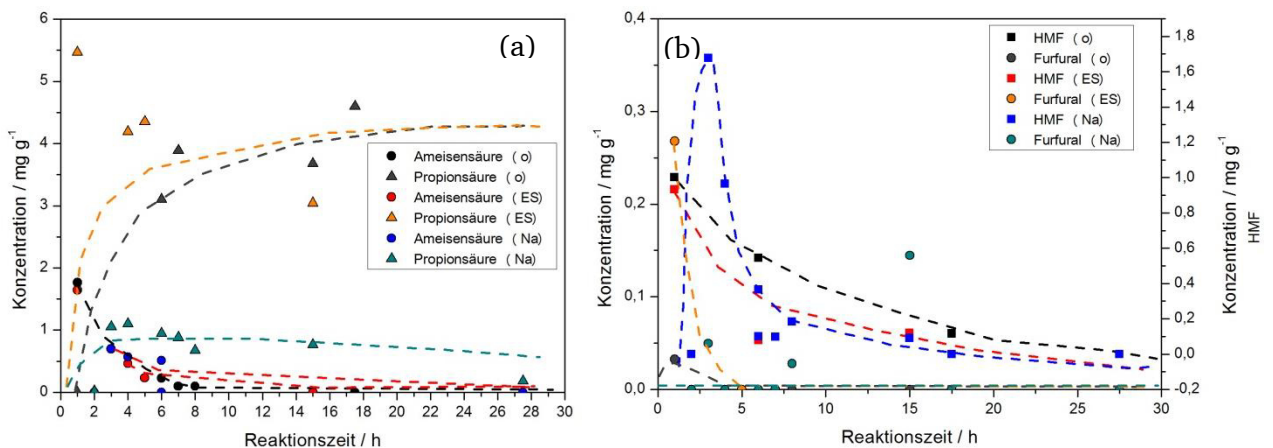 (a)
Konzentration / mg g⁻¹
6
5
4
3
2
1
0
Ameisensäure ( o)
Propionsäure ( o)
Ameisensäure ( ES)
Propionsäure ( ES)
Ameisensäure ( Na)
Propionsäure ( Na)
0 2 4 6 8 10 12 14 16 18 20 22 24 26 28 30
Reaktionszeit / h
(b)
Konzentration / mg g⁻¹
0,4
0,3
0,2
0,1
0,0
HMF ( o)
Furfural ( o)
HMF ( ES)
Furfural ( ES)
HMF ( Na)
Furfural ( Na)
1,8
1,6
1,4
1,2
1,0
0,8
0,6
0,4
0,2
0,0
-0,2
Konzentration HMF / mg g⁻¹
0 5 10 15 20 25 30
Reaktionszeit / h